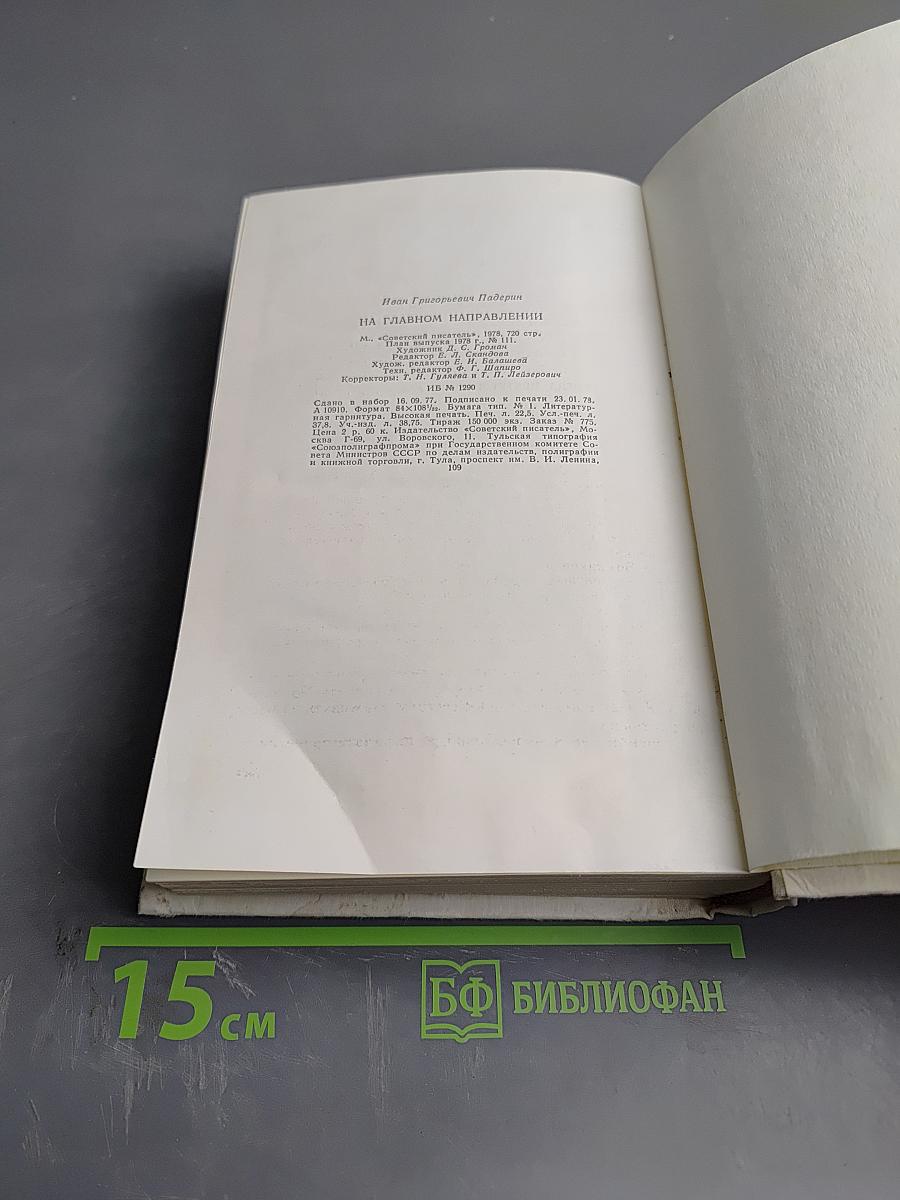 Иван Григорьевич Падерин
НА ГЛАВНОМ НАПРАВЛЕНИИ
М., «Советский писатель», 1978, 720 стр.
План выпуска 1978 г., № 111.
Художник Д. С. Громан
Редактор Е. Л. Скандова
Худож. редактор Е. И. Балашева
Техн. редактор Ф. Г. Шапиро
Корректоры: Т. Н. Гуляева и Т. П. Лейзерович
ИБ № 1290
Сдано в набор 16. 09. 77. Подписано к печати 23. 01. 78.
А 10910. Формат 84×108¹/₃₂. Бумага тип. № 1. Литератур-
ная гарнитура. Высокая печать. Печ. л. 22,5. Усл.-печ. л.
37,8. Уч.-изд. л. 38,75. Тираж 150 000 экз. Заказ № 775.
Цена 2 р. 60 к. Издательство «Советский писатель», Мо-
сква Г-69, ул. Воровского, 11. Тульская типография
«Союзполиграфпрома» при Государственном комитете Со-
вета Министров СССР по делам издательств, полиграфии
и книжной торговли, г. Тула, проспект им. В. И. Ленина,
109
15 см
БФ БИБЛИОФАН